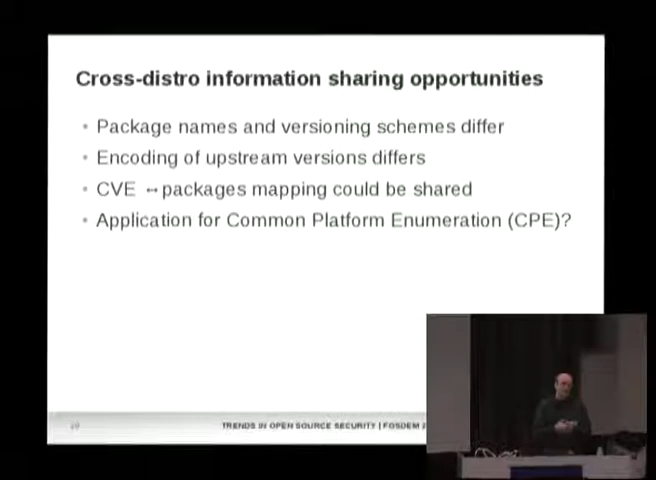 Cross-distro information sharing opportunities
• Package names and versioning schemes differ
• Encoding of upstream versions differs
• CVE ↔ packages mapping could be shared
• Application for Common Platform Enumeration (CPE)?
TRENDS IN OPEN SOURCE SECURITY | FOSDEM